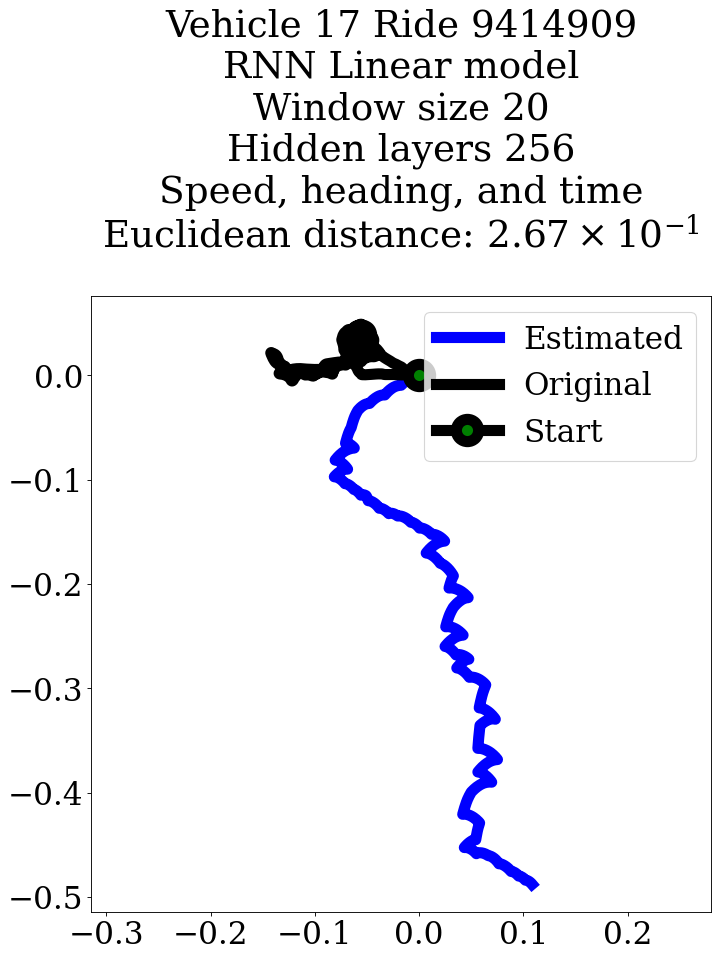 Vehicle 17 Ride 9414909
RNN Linear model
Window size 20
Hidden layers 256
Speed, heading, and time
Euclidean distance: 2.67 × 10⁻¹
Estimated
Original
Start
0.0
−0.1
−0.2
−0.3
−0.4
−0.5
−0.3 −0.2 −0.1 0.0 0.1 0.2